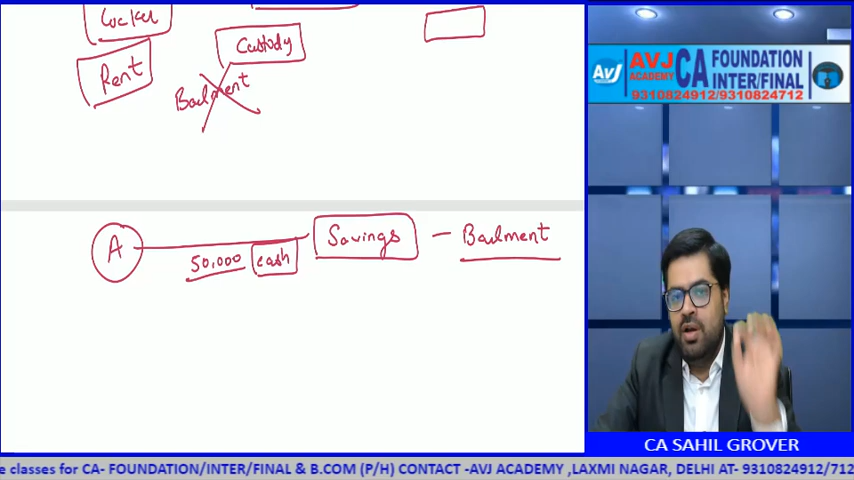 Locker
Custody
Rent
Bailment
A
50,000 cash
Savings - Bailment
AVJ
AVJ
ACADEMY
CA
FOUNDATION
INTER/FINAL
9310824912/9310824712
CA SAHIL GROVER
e classes for CA- FOUNDATION/INTER/FINAL & B.COM (P/H) CONTACT -AVJ ACADEMY ,LAXMI NAGAR, DELHI AT- 9310824912/712